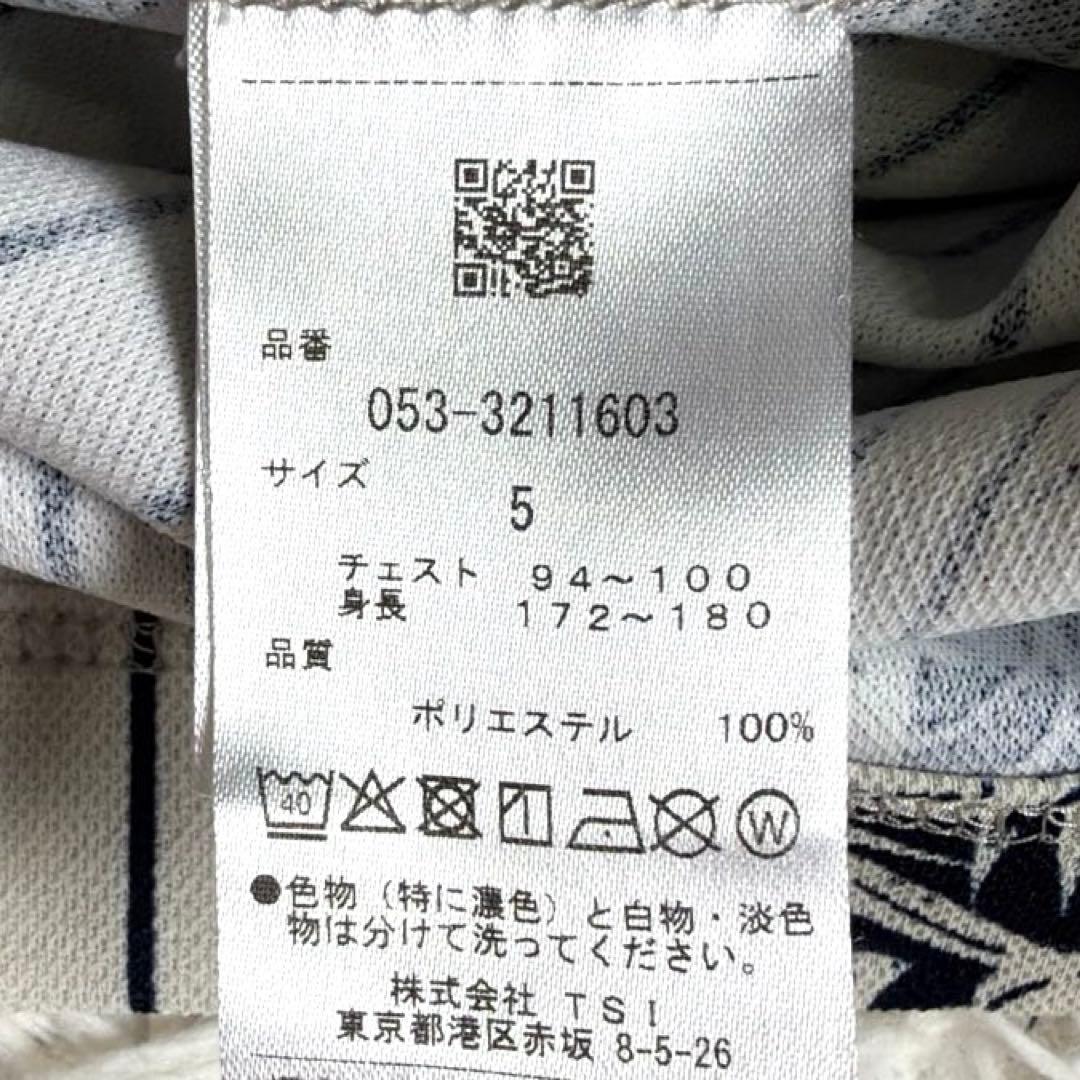 品番
053-3211603
サイズ
5
チェスト 94~100
身長 172~180
品質
ポリエステル 100%
40
W
●色物(特に濃色)と白物・淡色
物は分けて洗ってください。
株式会社 TSI
東京都港区赤坂 8-5-26